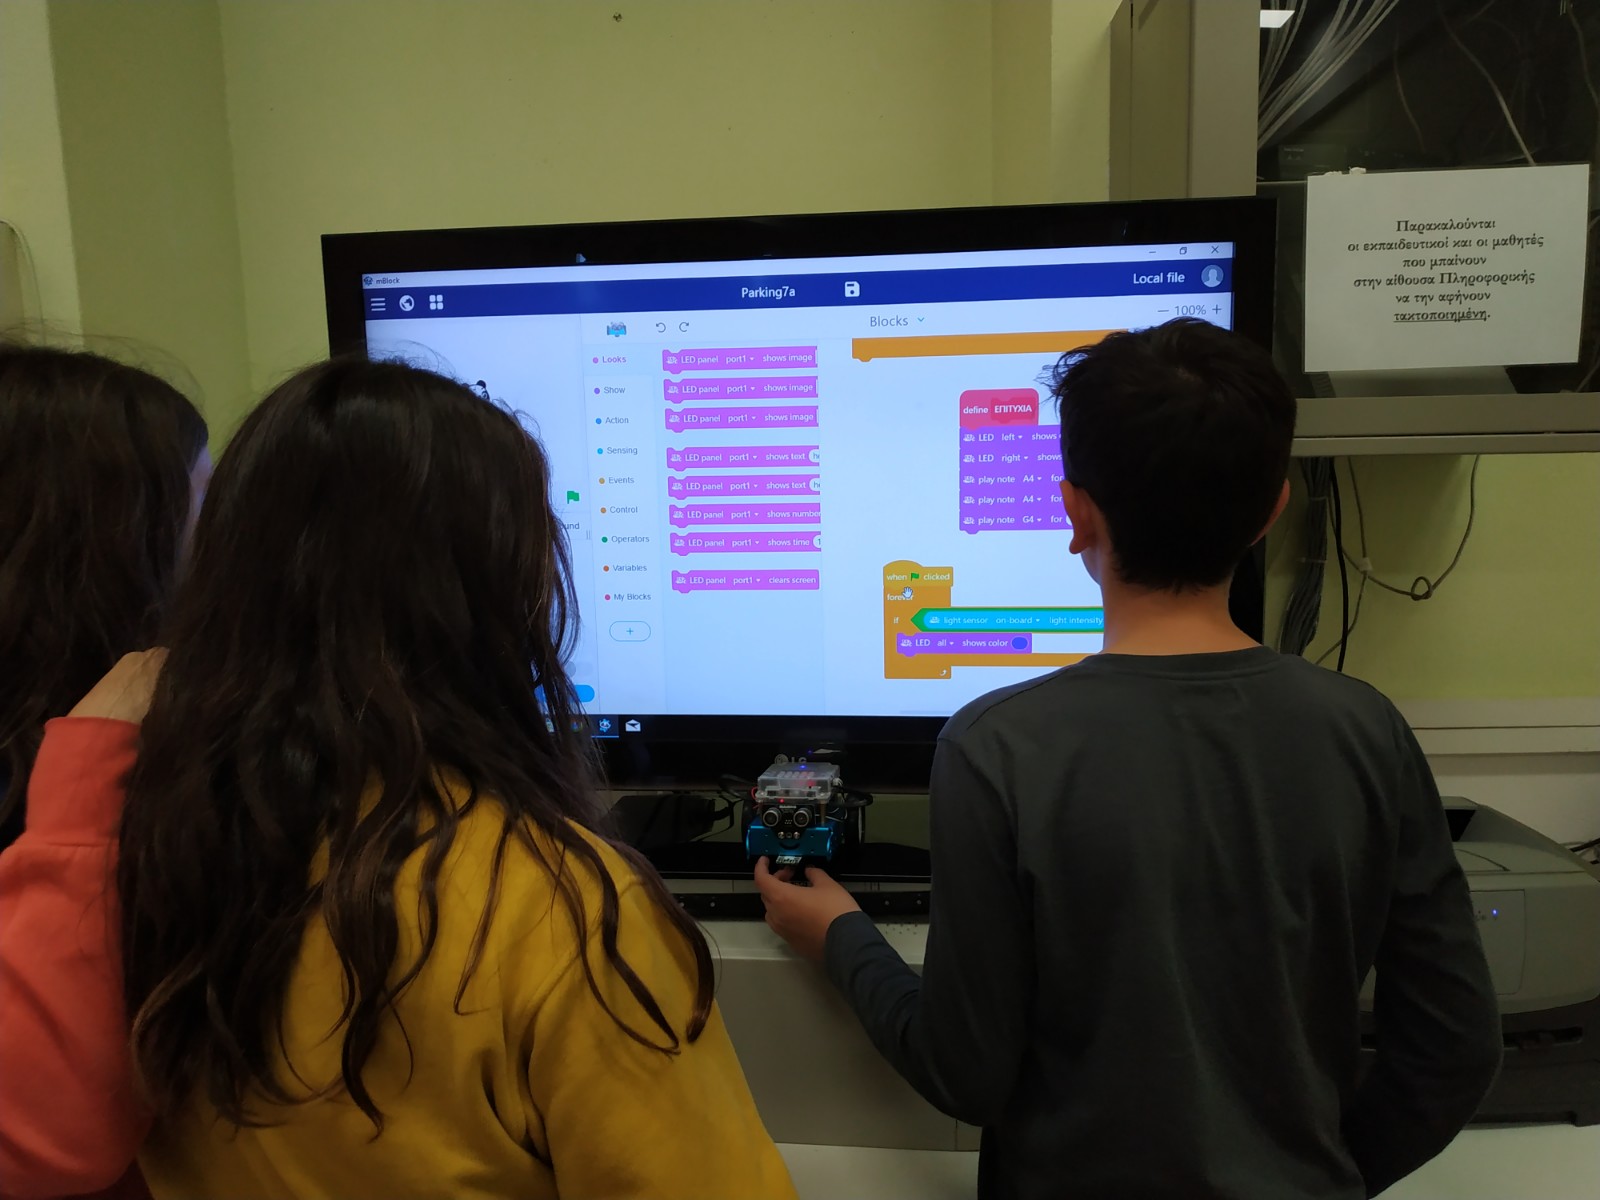 mBlock
Parking7a
Local file
Blocks
100%
Looks
Show
Action
Sensing
Events
Control
Operators
Variables
My Blocks
+
LED panel port1 shows image
LED panel port1 shows image
LED panel port1 shows image
LED panel port1 shows text
LED panel port1 shows text
LED panel port1 shows number
LED panel port1 shows time 1
LED panel port1 clears screen
define ΕΠΙΤΥΧΙΑ
LED left shows
LED right shows
play note A4 for
play note A4 for
play note G4 for
when clicked
forever
if light sensor on-board light intensity
LED all shows color
Παρακαλούνται
οι εκπαιδευτικοί και οι μαθητές
που μπαίνουν
στην αίθουσα Πληροφορικής
να την αφήνουν
τακτοποιημένη.